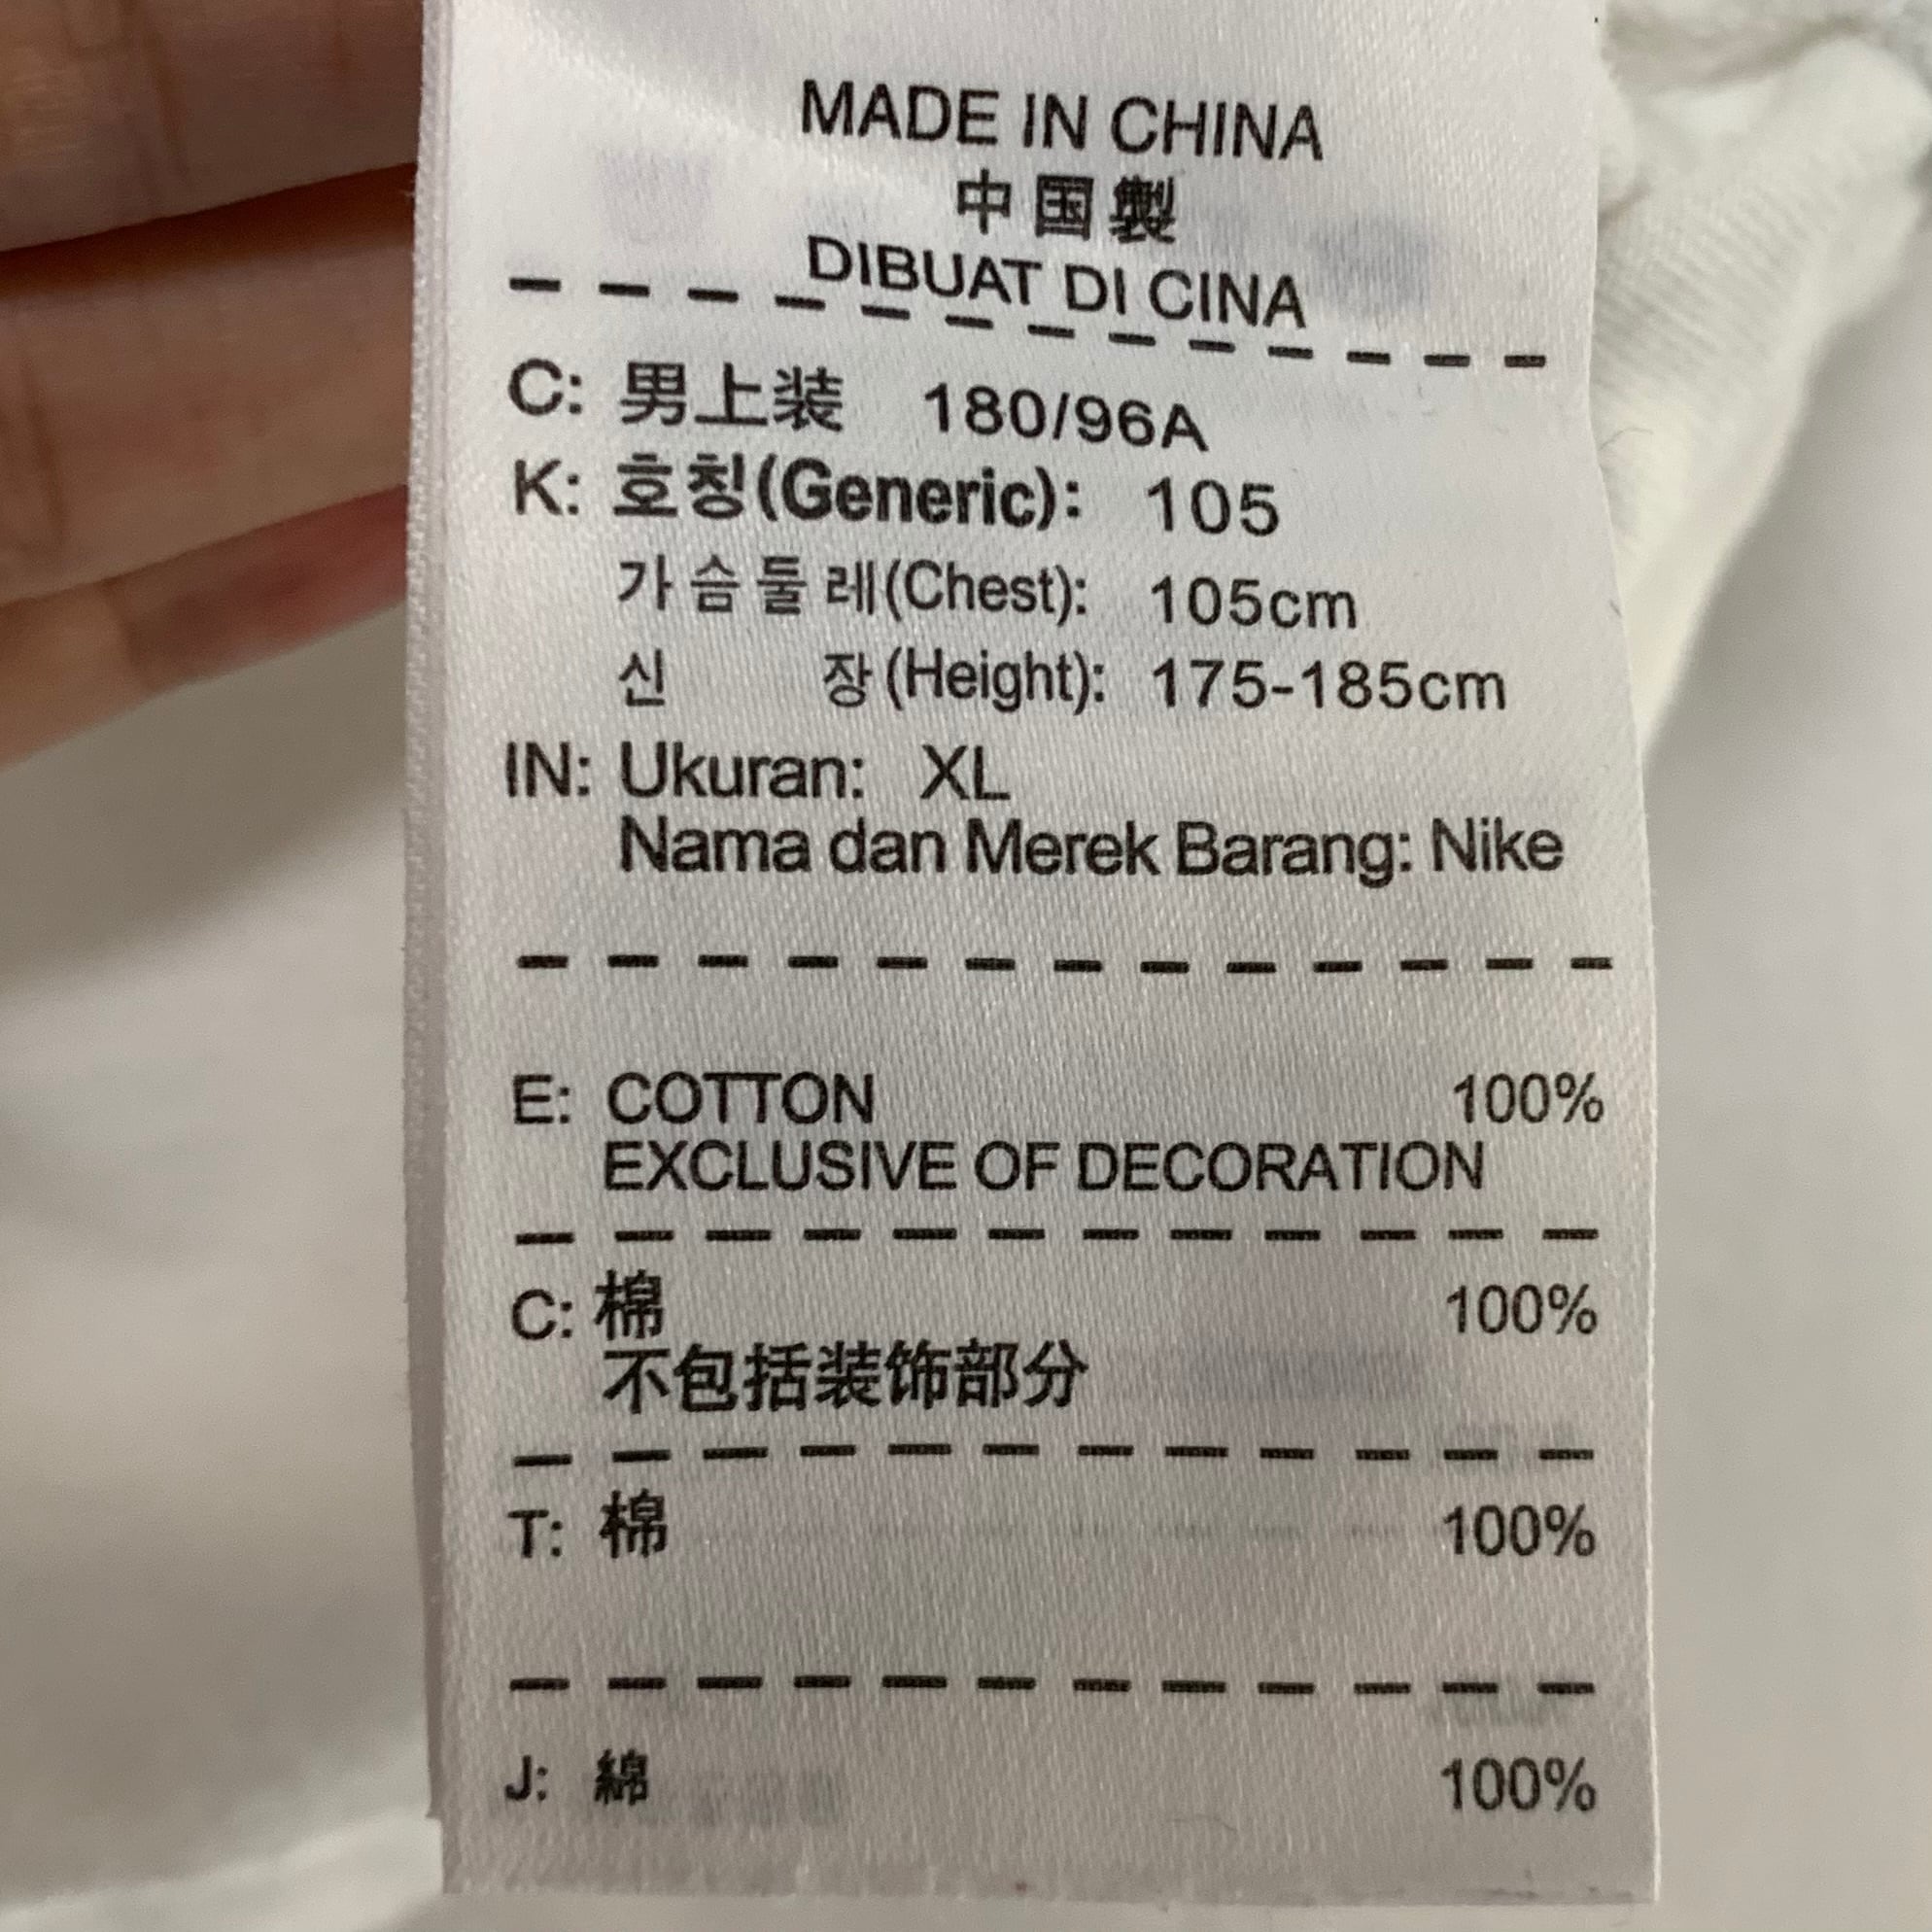 MADE IN CHINA
中国製
DIBUAT DI CINA
C: 男上装 180/96A
K: 호칭(Generic): 105
가슴둘레(Chest): 105cm
신 장(Height): 175-185cm
IN: Ukuran: XL
Nama dan Merek Barang: Nike
E: COTTON 100%
EXCLUSIVE OF DECORATION
C: 棉 100%
不包括装饰部分
T: 棉 100%
J: 綿 100%